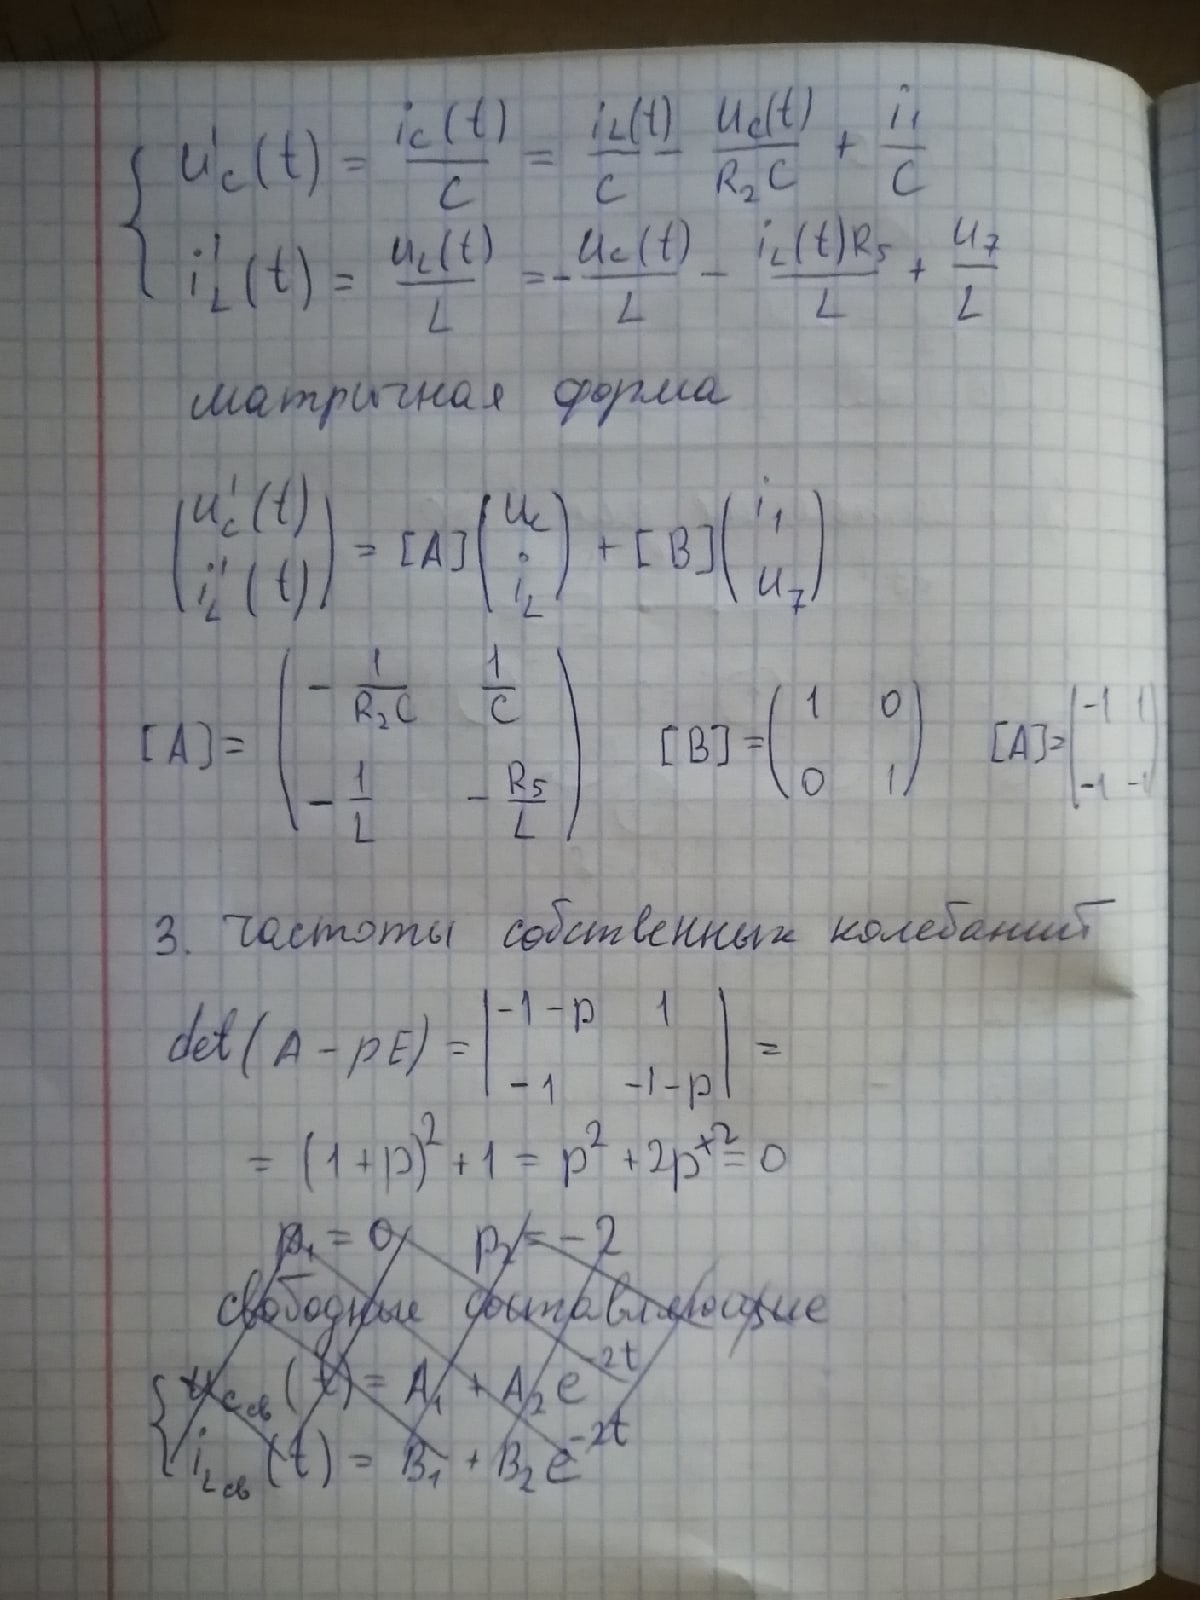 u'c(t) = ic(t)/C = iL(t)/C - uc(t)/R2C + i1/C
i'L(t) = uL(t)/L = - uc(t)/L - iL(t)R5/L + u7/L
матричная форма
(u'c(t) i'L(t)) = [A] (uc iL) + [B] (i1 u7)
[A] = (-1/R2C 1/C -1/L -R5/L) [B] = (1 0 0 1) [A] = (-1 1 -1 -1)
3. Частоты собственных колебаний
det(A - pE) = |-1-p 1 -1 -1-p| =
= (1+p)² + 1 = p² + 2p + 2 = 0
p1 = 0 p2 = -2
свободные составляющие
uCсв(t) = A1 + A2 e^-2t
iLсв(t) = B1 + B2 e^-2t